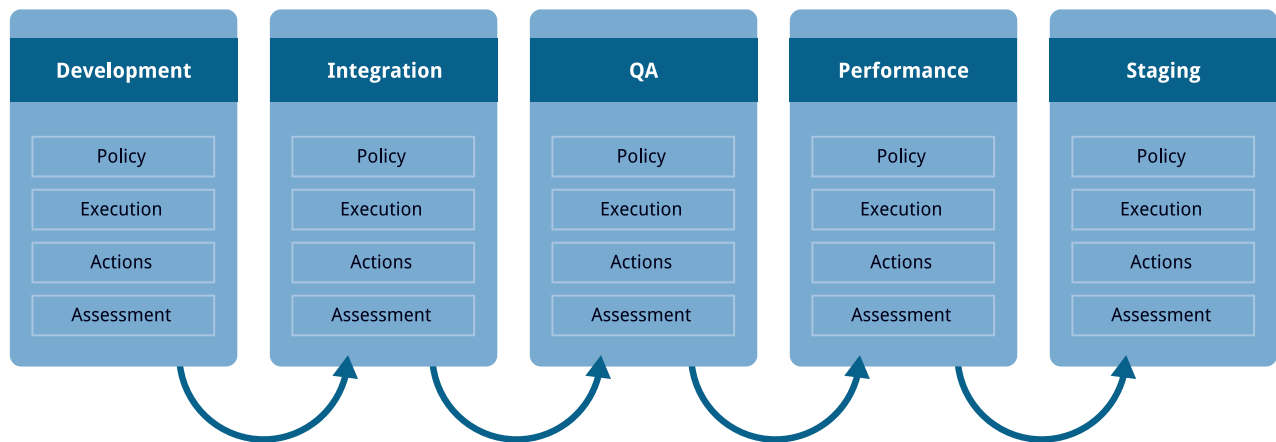 Development
Policy
Execution
Actions
Assessment
Integration
Policy
Execution
Actions
Assessment
QA
Policy
Execution
Actions
Assessment
Performance
Policy
Execution
Actions
Assessment
Staging
Policy
Execution
Actions
Assessment